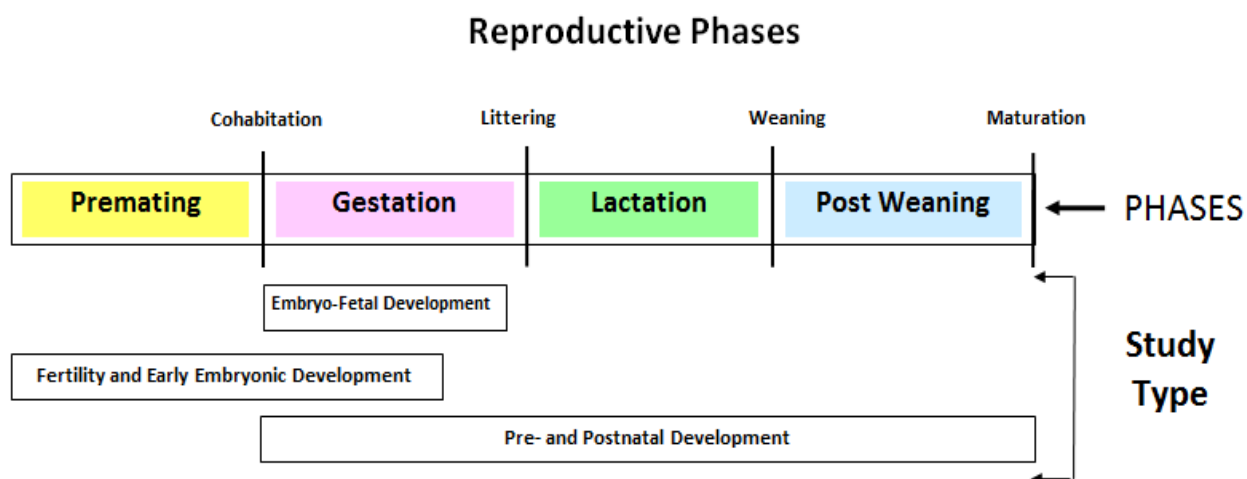 Reproductive Phases
Cohabitation
Littering
Weaning
Maturation
Premating
Gestation
Lactation
Post Weaning
PHASES
Embryo-Fetal Development
Fertility and Early Embryonic Development
Pre- and Postnatal Development
Study
Type